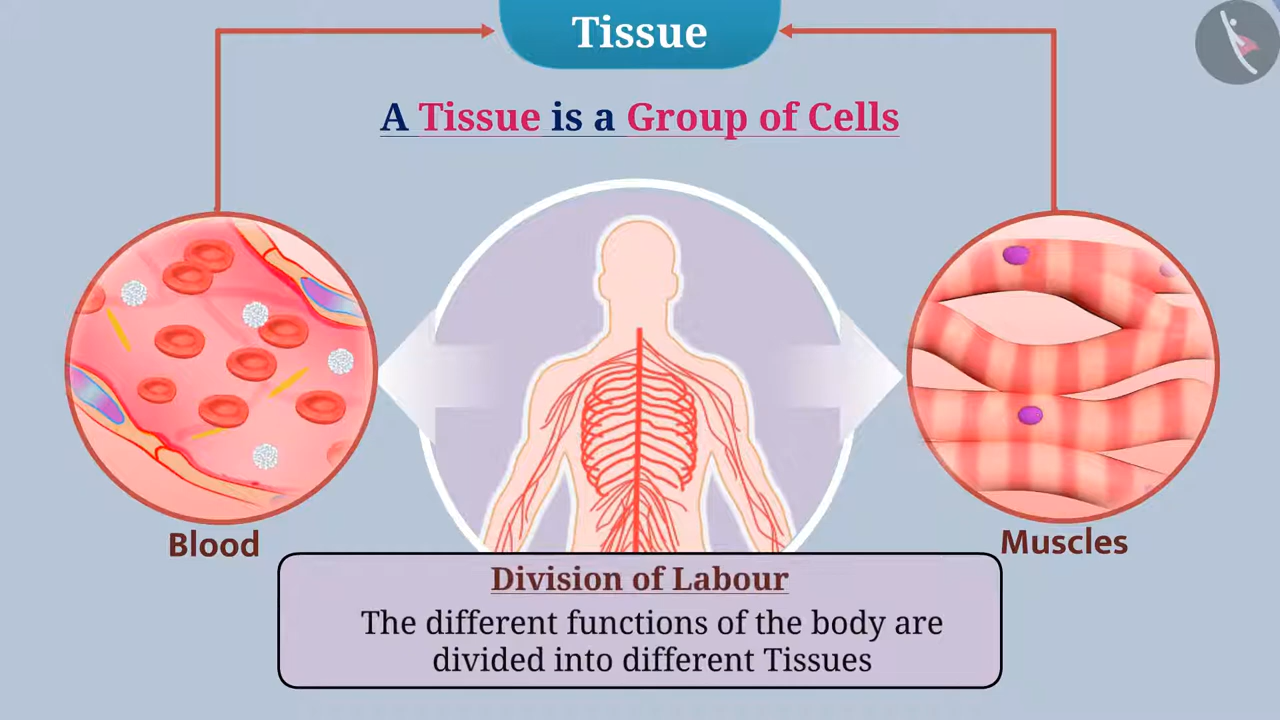 Tissue
A Tissue is a Group of Cells
Blood
Muscles
Division of Labour
The different functions of the body are
divided into different Tissues